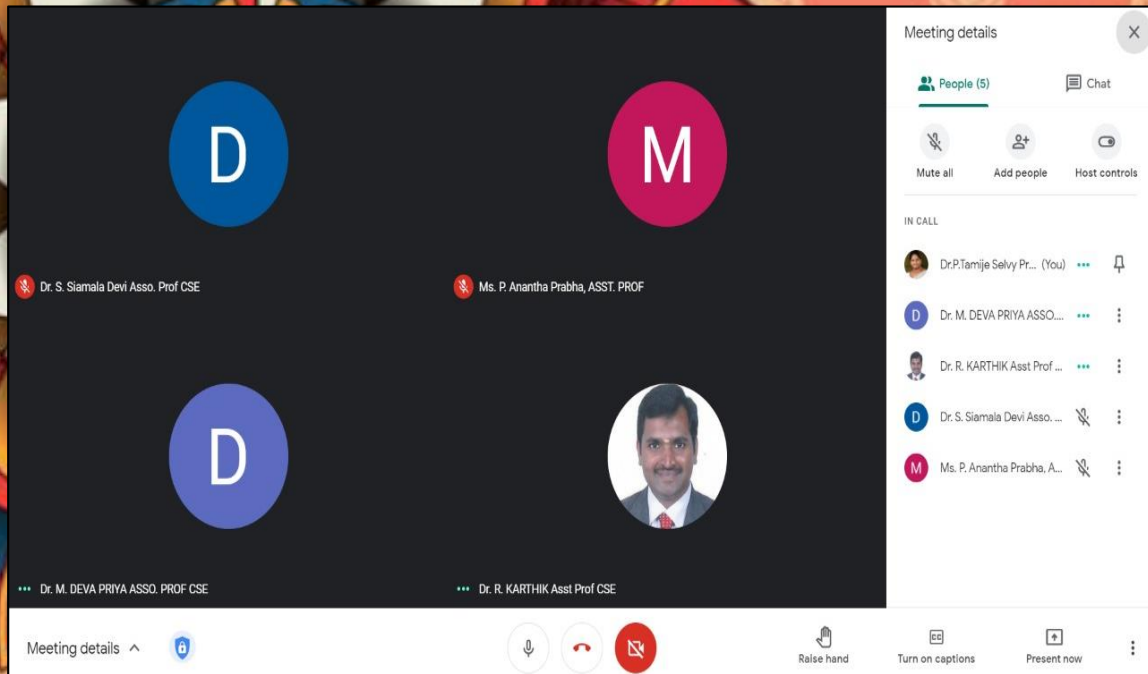 D
M
Dr. S. Siamala Devi Asso. Prof CSE
Ms. P. Anantha Prabha, ASST. PROF
D
Dr. M. DEVA PRIYA ASSO. PROF CSE
Dr. R. KARTHIK Asst Prof CSE
Meeting details
People (5)
Chat
Mute all
Add people
Host controls
IN CALL
Dr.P.Tamije Selvy Pr... (You)
D Dr. M. DEVA PRIYA ASSO....
Dr. R. KARTHIK Asst Prof ...
D Dr. S. Siamala Devi Asso. ...
M Ms. P. Anantha Prabha, A...
Meeting details
Raise hand
CC
Turn on captions
Present now